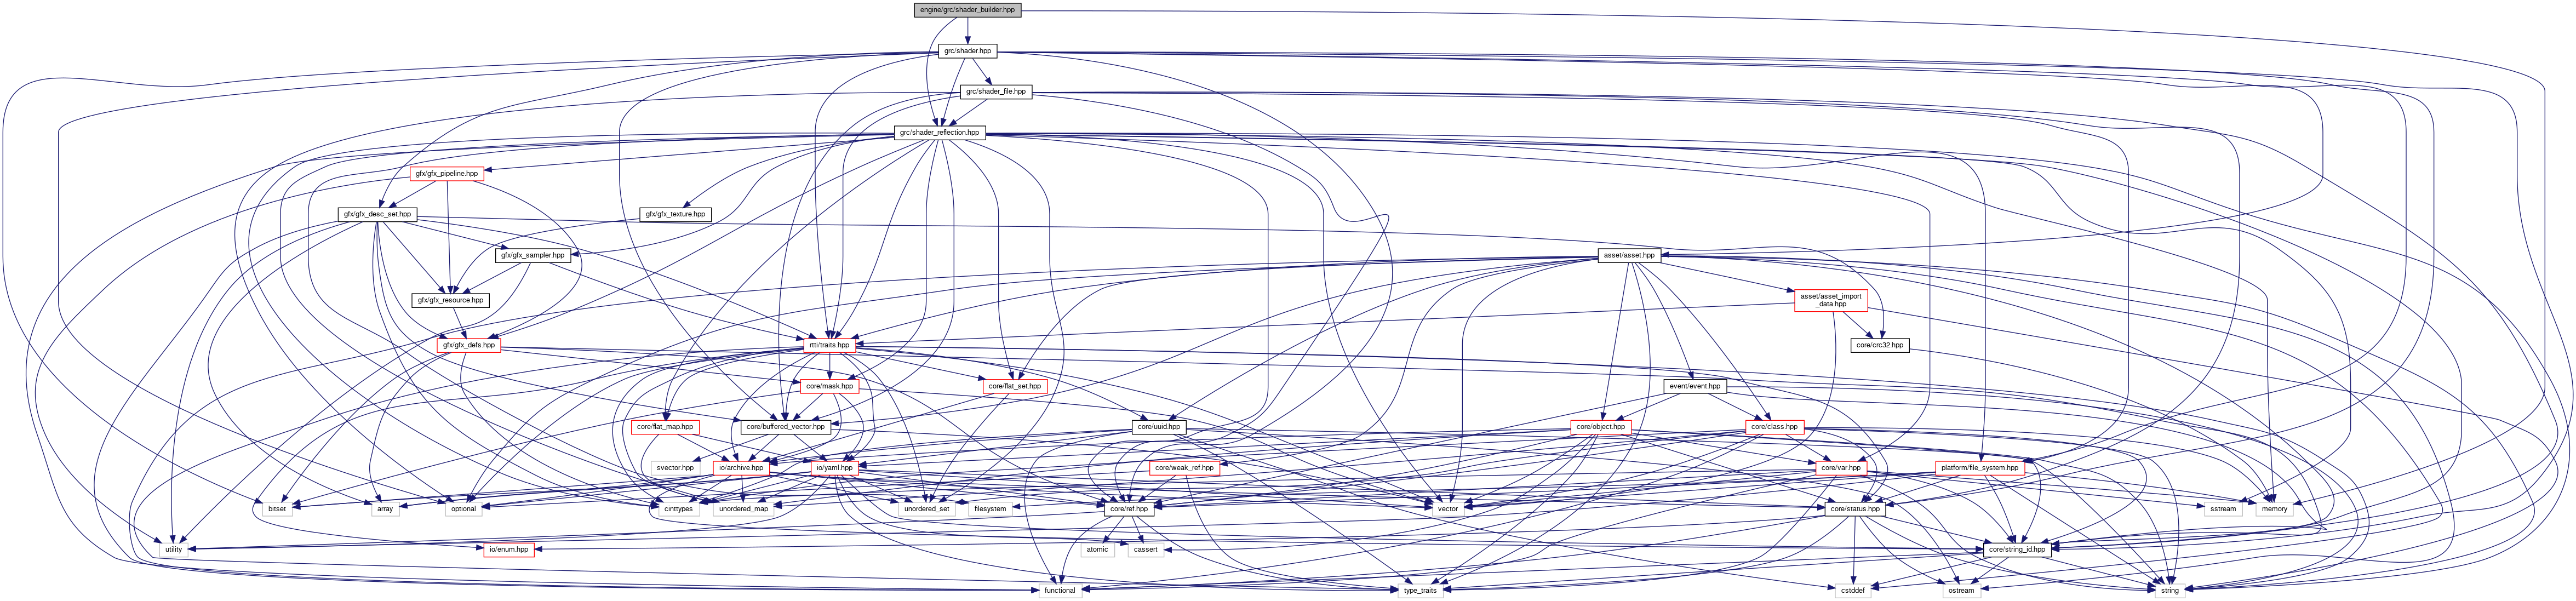 engine/grc/shader_builder.hpp
grc/shader.hpp
grc/shader_file.hpp
grc/shader_reflection.hpp
gfx/gfx_pipeline.hpp
gfx/gfx_desc_set.hpp
gfx/gfx_texture.hpp
gfx/gfx_sampler.hpp
asset/asset.hpp
gfx/gfx_resource.hpp
asset/asset_import
_data.hpp
gfx/gfx_defs.hpp
rtti/traits.hpp
core/crc32.hpp
core/mask.hpp
core/flat_set.hpp
event/event.hpp
core/flat_map.hpp
core/buffered_vector.hpp
core/uuid.hpp
core/object.hpp
core/class.hpp
svector.hpp
io/archive.hpp
io/yaml.hpp
core/weak_ref.hpp
core/var.hpp
platform/file_system.hpp
bitset
array
optional
cinttypes
unordered_map
unordered_set
filesystem
core/ref.hpp
vector
core/status.hpp
sstream
memory
utility
io/enum.hpp
atomic
cassert
core/string_id.hpp
functional
type_traits
cstddef
ostream
string